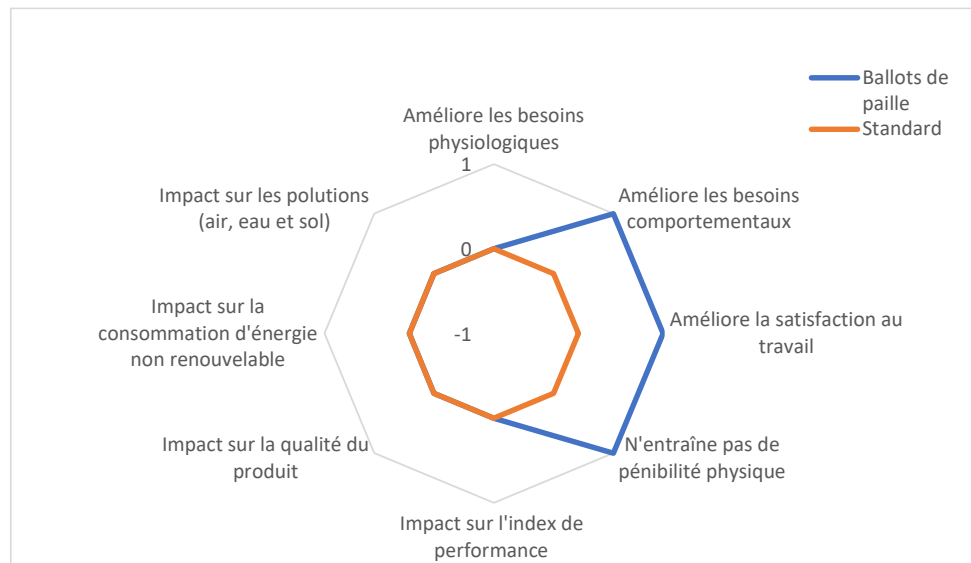 Ballots de
paille
Standard
Améliore les besoins
physiologiques
1
Impact sur les polutions
(air, eau et sol)
Améliore les besoins
comportementaux
0
Impact sur la
consommation d'énergie
non renouvelable
-1
Améliore la satisfaction au
travail
Impact sur la qualité du
produit
N'entraîne pas de
pénibilité physique
Impact sur l'index de
performance